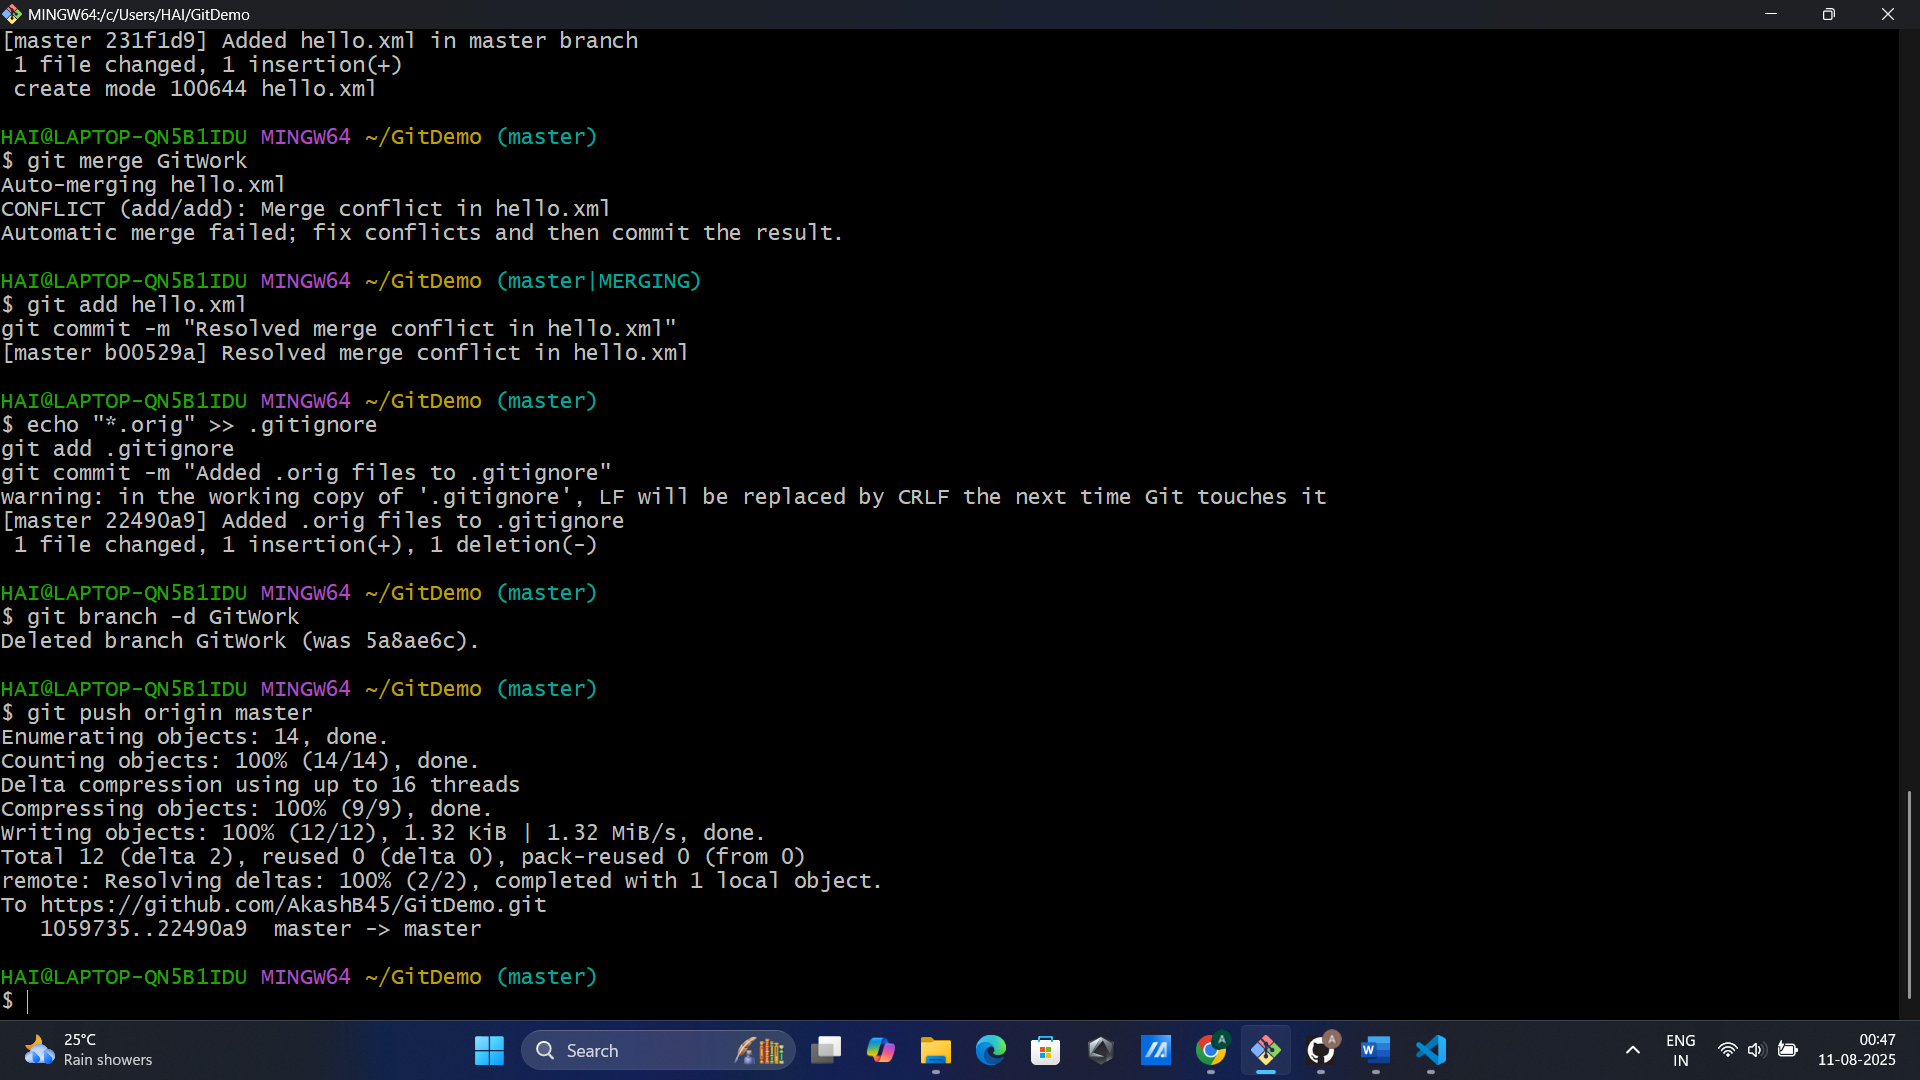 MINGW64:/c/Users/HAI/GitDemo
[master 231f1d9] Added hello.xml in master branch
 1 file changed, 1 insertion(+)
 create mode 100644 hello.xml
HAI@LAPTOP-QN5B1IDU MINGW64 ~/GitDemo (master)
$ git merge GitWork
Auto-merging hello.xml
CONFLICT (add/add): Merge conflict in hello.xml
Automatic merge failed; fix conflicts and then commit the result.
HAI@LAPTOP-QN5B1IDU MINGW64 ~/GitDemo (master|MERGING)
$ git add hello.xml
git commit -m "Resolved merge conflict in hello.xml"
[master b00529a] Resolved merge conflict in hello.xml
HAI@LAPTOP-QN5B1IDU MINGW64 ~/GitDemo (master)
$ echo "*.orig" >> .gitignore
git add .gitignore
git commit -m "Added .orig files to .gitignore"
warning: in the working copy of '.gitignore', LF will be replaced by CRLF the next time Git touches it
[master 22490a9] Added .orig files to .gitignore
 1 file changed, 1 insertion(+), 1 deletion(-)
HAI@LAPTOP-QN5B1IDU MINGW64 ~/GitDemo (master)
$ git branch -d GitWork
Deleted branch GitWork (was 5a8ae6c).
HAI@LAPTOP-QN5B1IDU MINGW64 ~/GitDemo (master)
$ git push origin master
Enumerating objects: 14, done.
Counting objects: 100% (14/14), done.
Delta compression using up to 16 threads
Compressing objects: 100% (9/9), done.
Writing objects: 100% (12/12), 1.32 KiB | 1.32 MiB/s, done.
Total 12 (delta 2), reused 0 (delta 0), pack-reused 0 (from 0)
remote: Resolving deltas: 100% (2/2), completed with 1 local object.
To https://github.com/AkashB45/GitDemo.git
   1059735..22490a9  master -> master
HAI@LAPTOP-QN5B1IDU MINGW64 ~/GitDemo (master)
$
25°C
Rain showers
Search
A
A
W
ENG
IN
00:47
11-08-2025